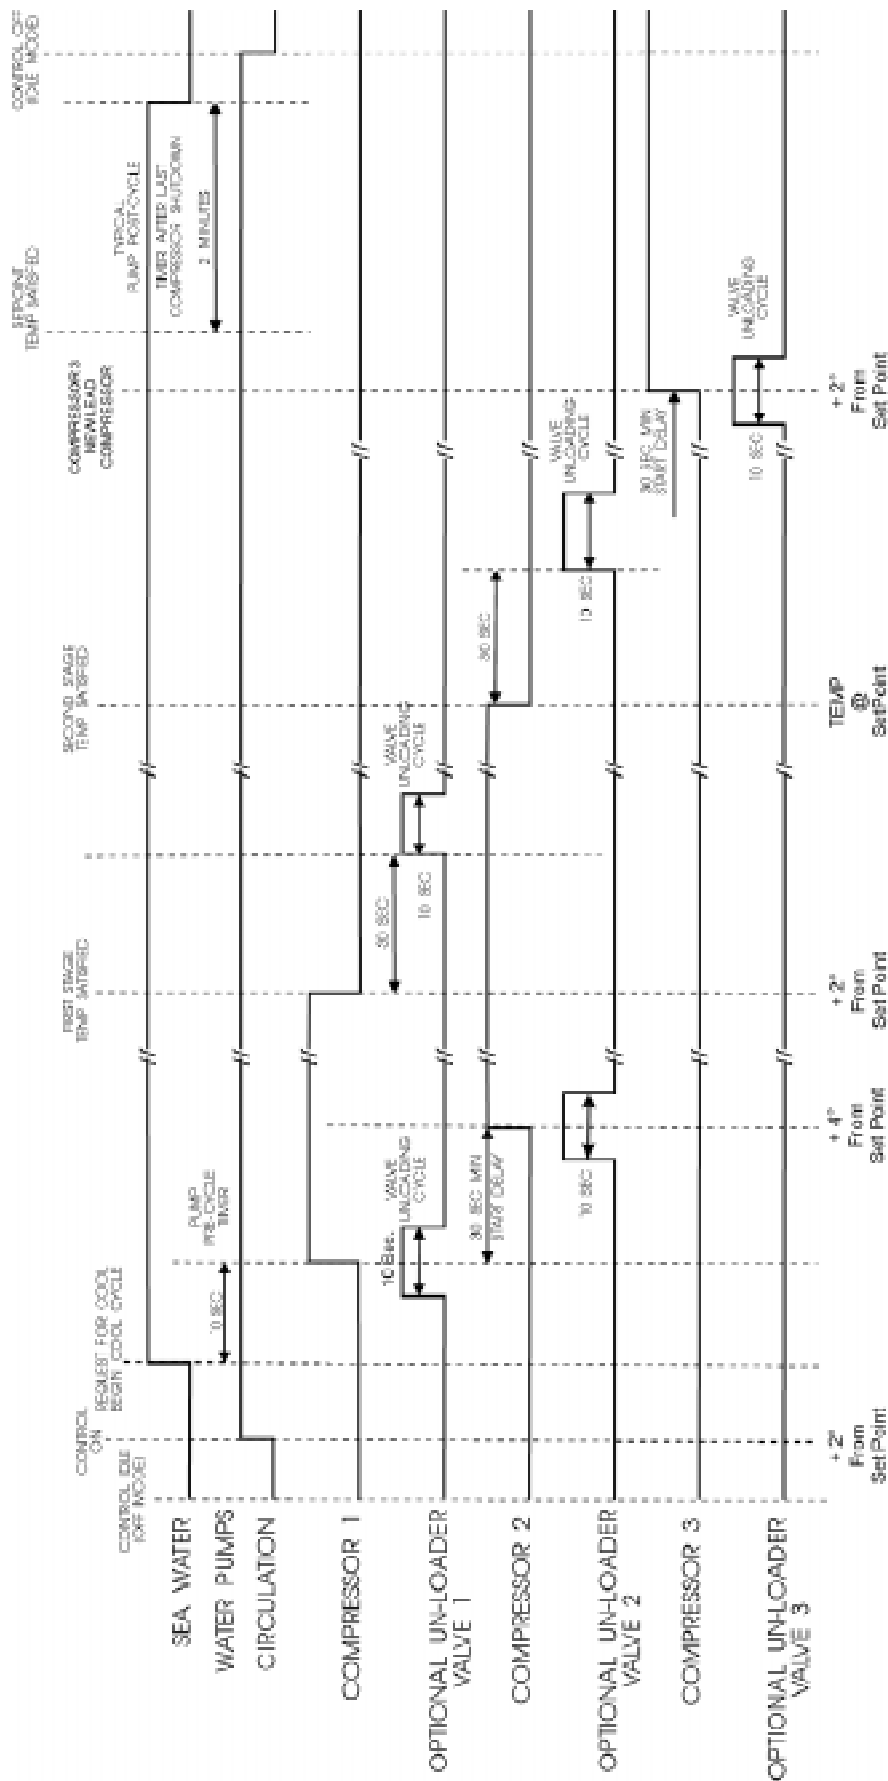 CONTROL IDLE
(OFF MODE)
CONTROL
ON
REQUEST FOR COOL
BEGIN COOL CYCLE
PUMP
PRE-CYCLE
TIMER
FIRST STAGE
TEMP SATISFIED
SECOND STAGE
TEMP SATISFIED
COMPRESSOR 3
NEW LEAD
COMPRESSOR
SETPOINT
TEMP SATISFIED
CONTROL OFF
(IDLE MODE)
TYPICAL
PUMP POST-CYCLE
TIMER AFTER LAST
COMPRESSOR SHUTDOWN
2 MINUTES
SEA WATER
10 SEC
WATER PUMPS
CIRCULATION
COMPRESSOR 1
10 Sec.
VALVE
UNLOADING
CYCLE
30 SEC
10 SEC
VALVE
UNLOADING
CYCLE
OPTIONAL UN-LOADER
VALVE 1
30 SEC MIN
START DELAY
30 SEC
COMPRESSOR 2
10 SEC
10 SEC
VALVE
UNLOADING
CYCLE
OPTIONAL UN-LOADER
VALVE 2
30 SEC MIN
START DELAY
COMPRESSOR 3
10 SEC
VALVE
UNLOADING
CYCLE
OPTIONAL UN-LOADER
VALVE 3
+2°
From
Set Point
+4°
From
Set Point
+2°
From
Set Point
TEMP
@
SetPoint
+2°
From
Set Point